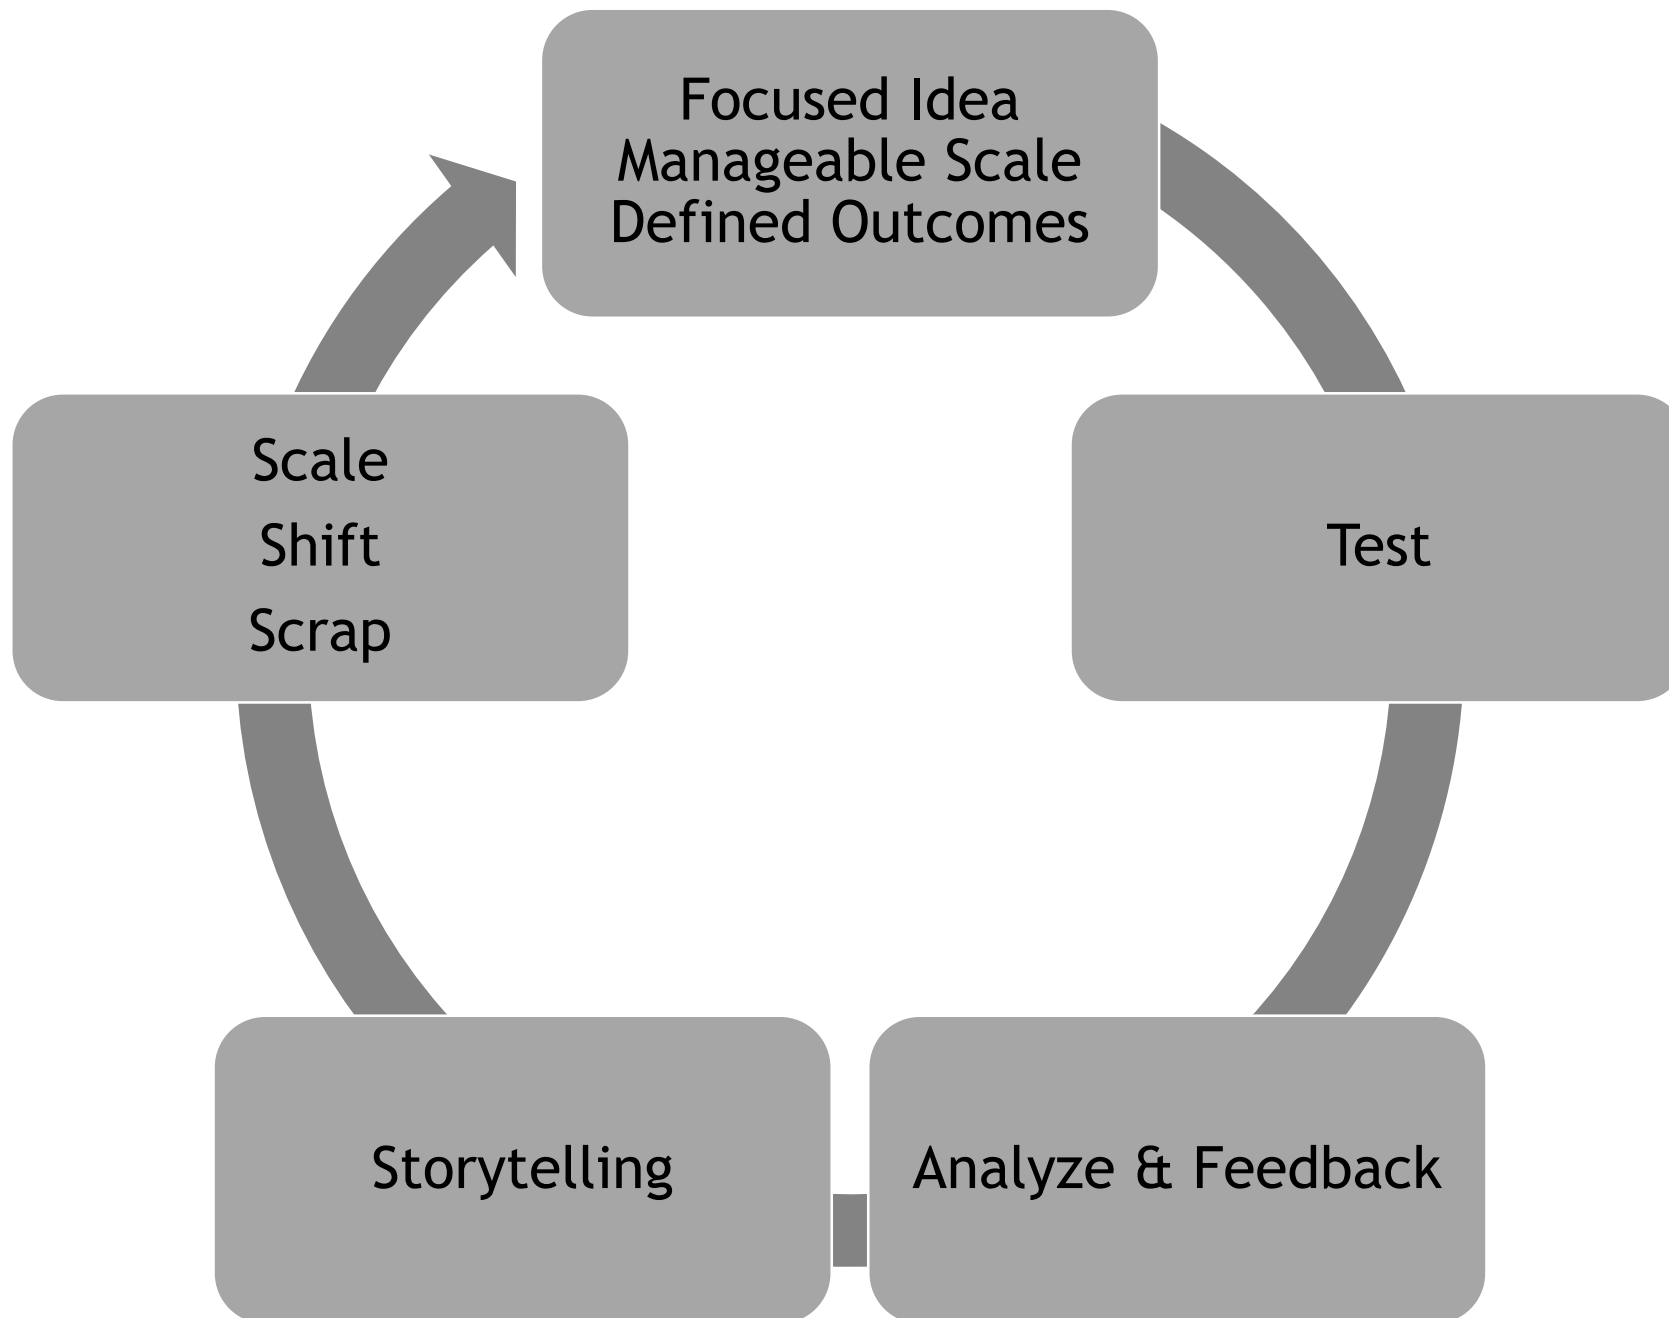 Focused Idea
Manageable Scale
Defined Outcomes
Test
Analyze & Feedback
Storytelling
Scale
Shift
Scrap